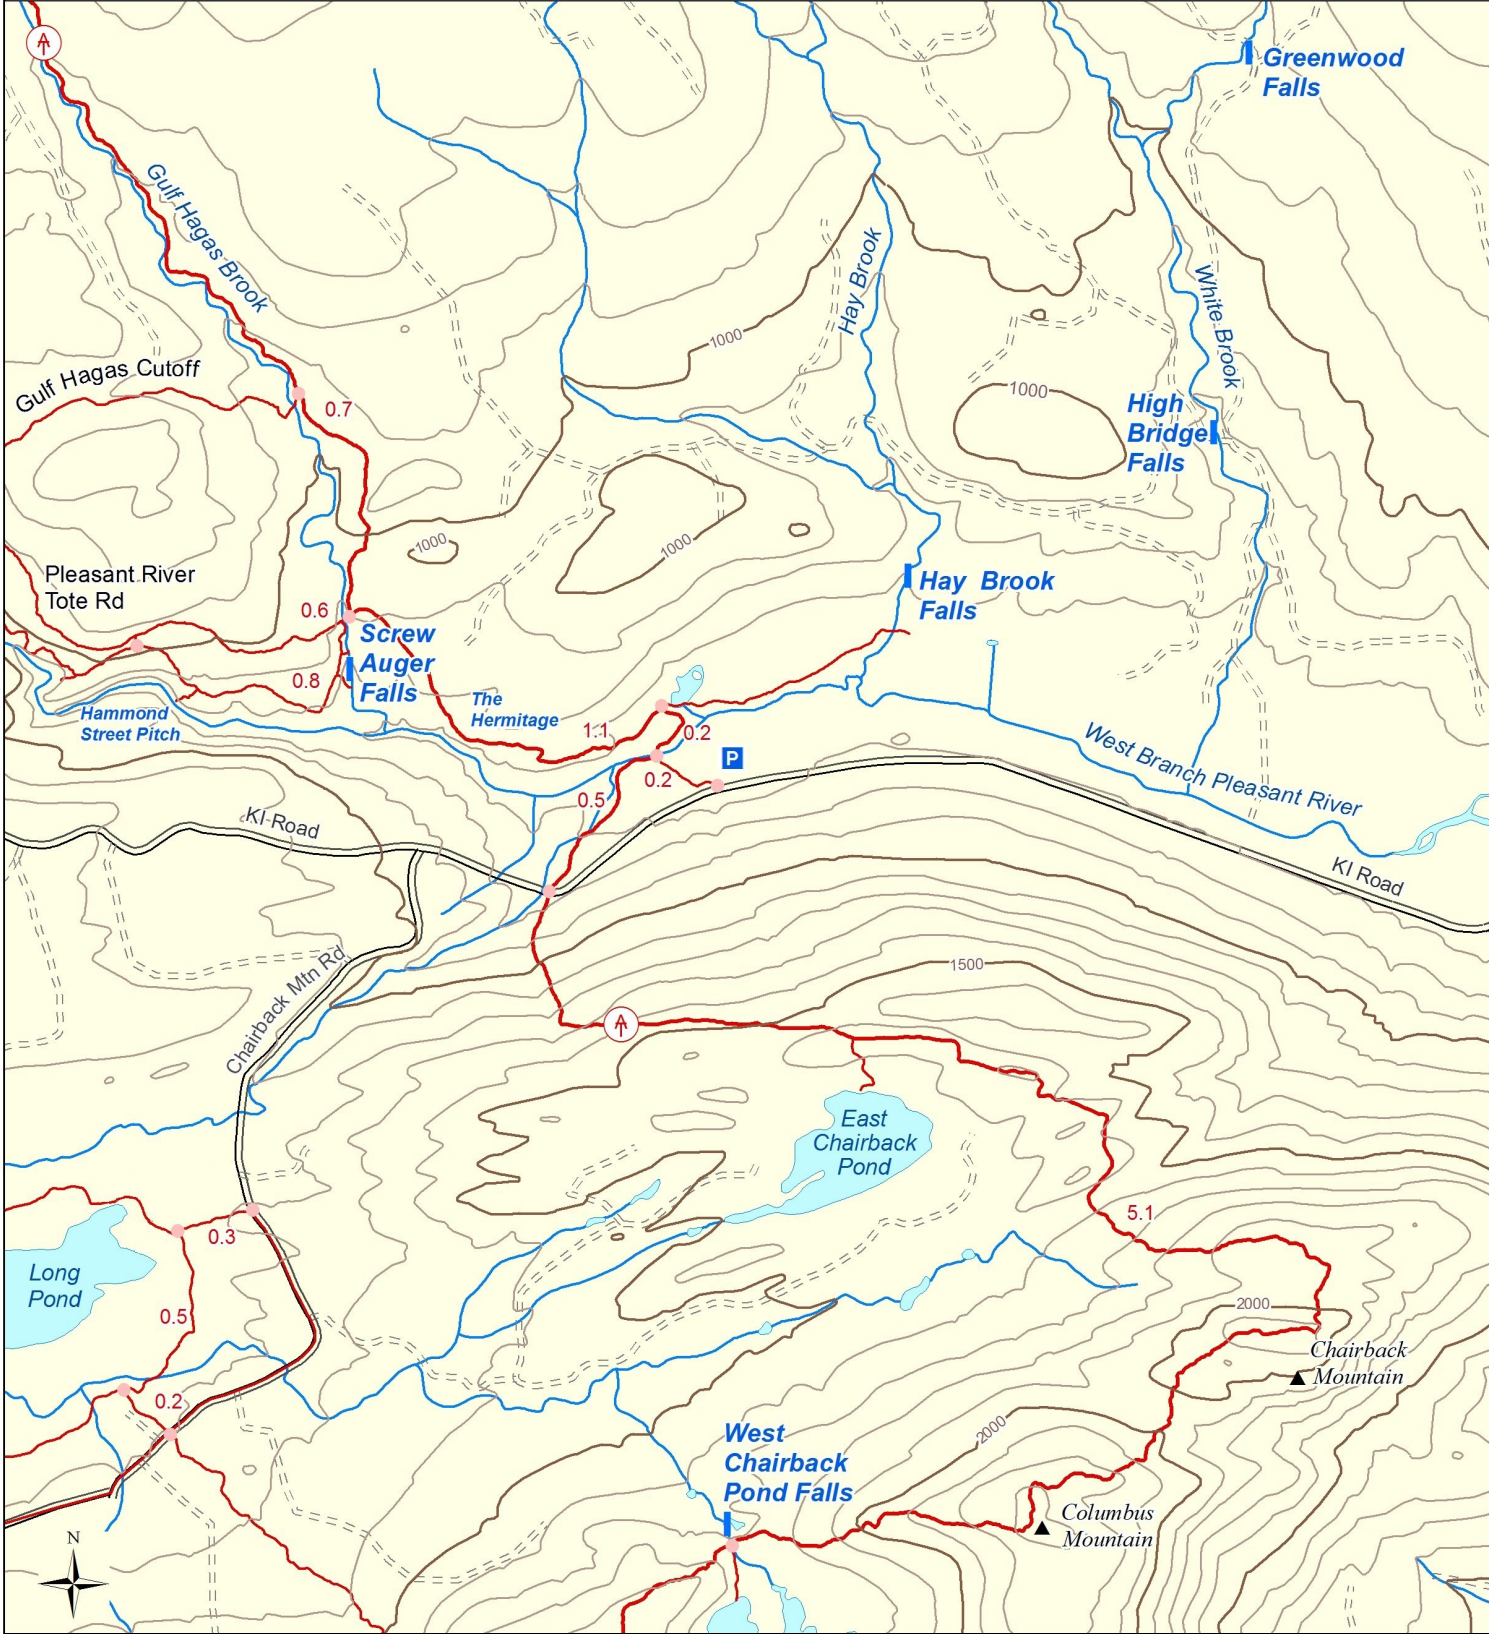 Greenwood
Falls
Gulf Hagas Brook
Hay Brook
White Brook
1000
Gulf Hagas Cutoff
0.7
1000
High
Bridge
Falls
1000
1000
Pleasant River
Tote Rd
Hay Brook
Falls
0.6
Screw
Auger
Falls
0.8
The
Hermitage
Hammond
Street Pitch
1.1
0.2
P
0.2
0.5
West Branch Pleasant River
KI Road
KI Road
Chairback Mtn Rd
1500
East
Chairback
Pond
5.1
0.3
Long
Pond
0.5
2000
Chairback
Mountain
0.2
2000
West
Chairback
Pond Falls
Columbus
Mountain
N